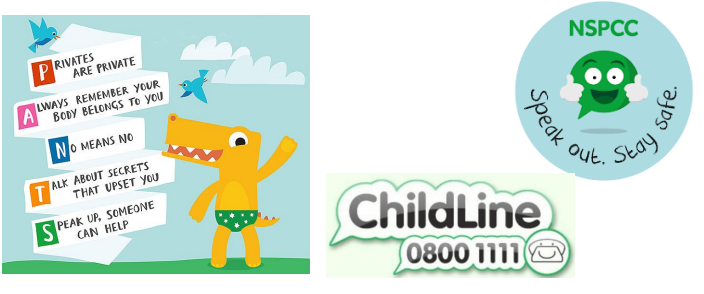 PRIVATES
ARE PRIVATE
ALWAYS REMEMBER YOUR
BODY BELONGS TO YOU
NO MEANS NO
TALK ABOUT SECRETS
THAT UPSET YOU
SPEAK UP, SOMEONE
CAN HELP
NSPCC
Speak out. Stay safe.
ChildLine
0800 1111